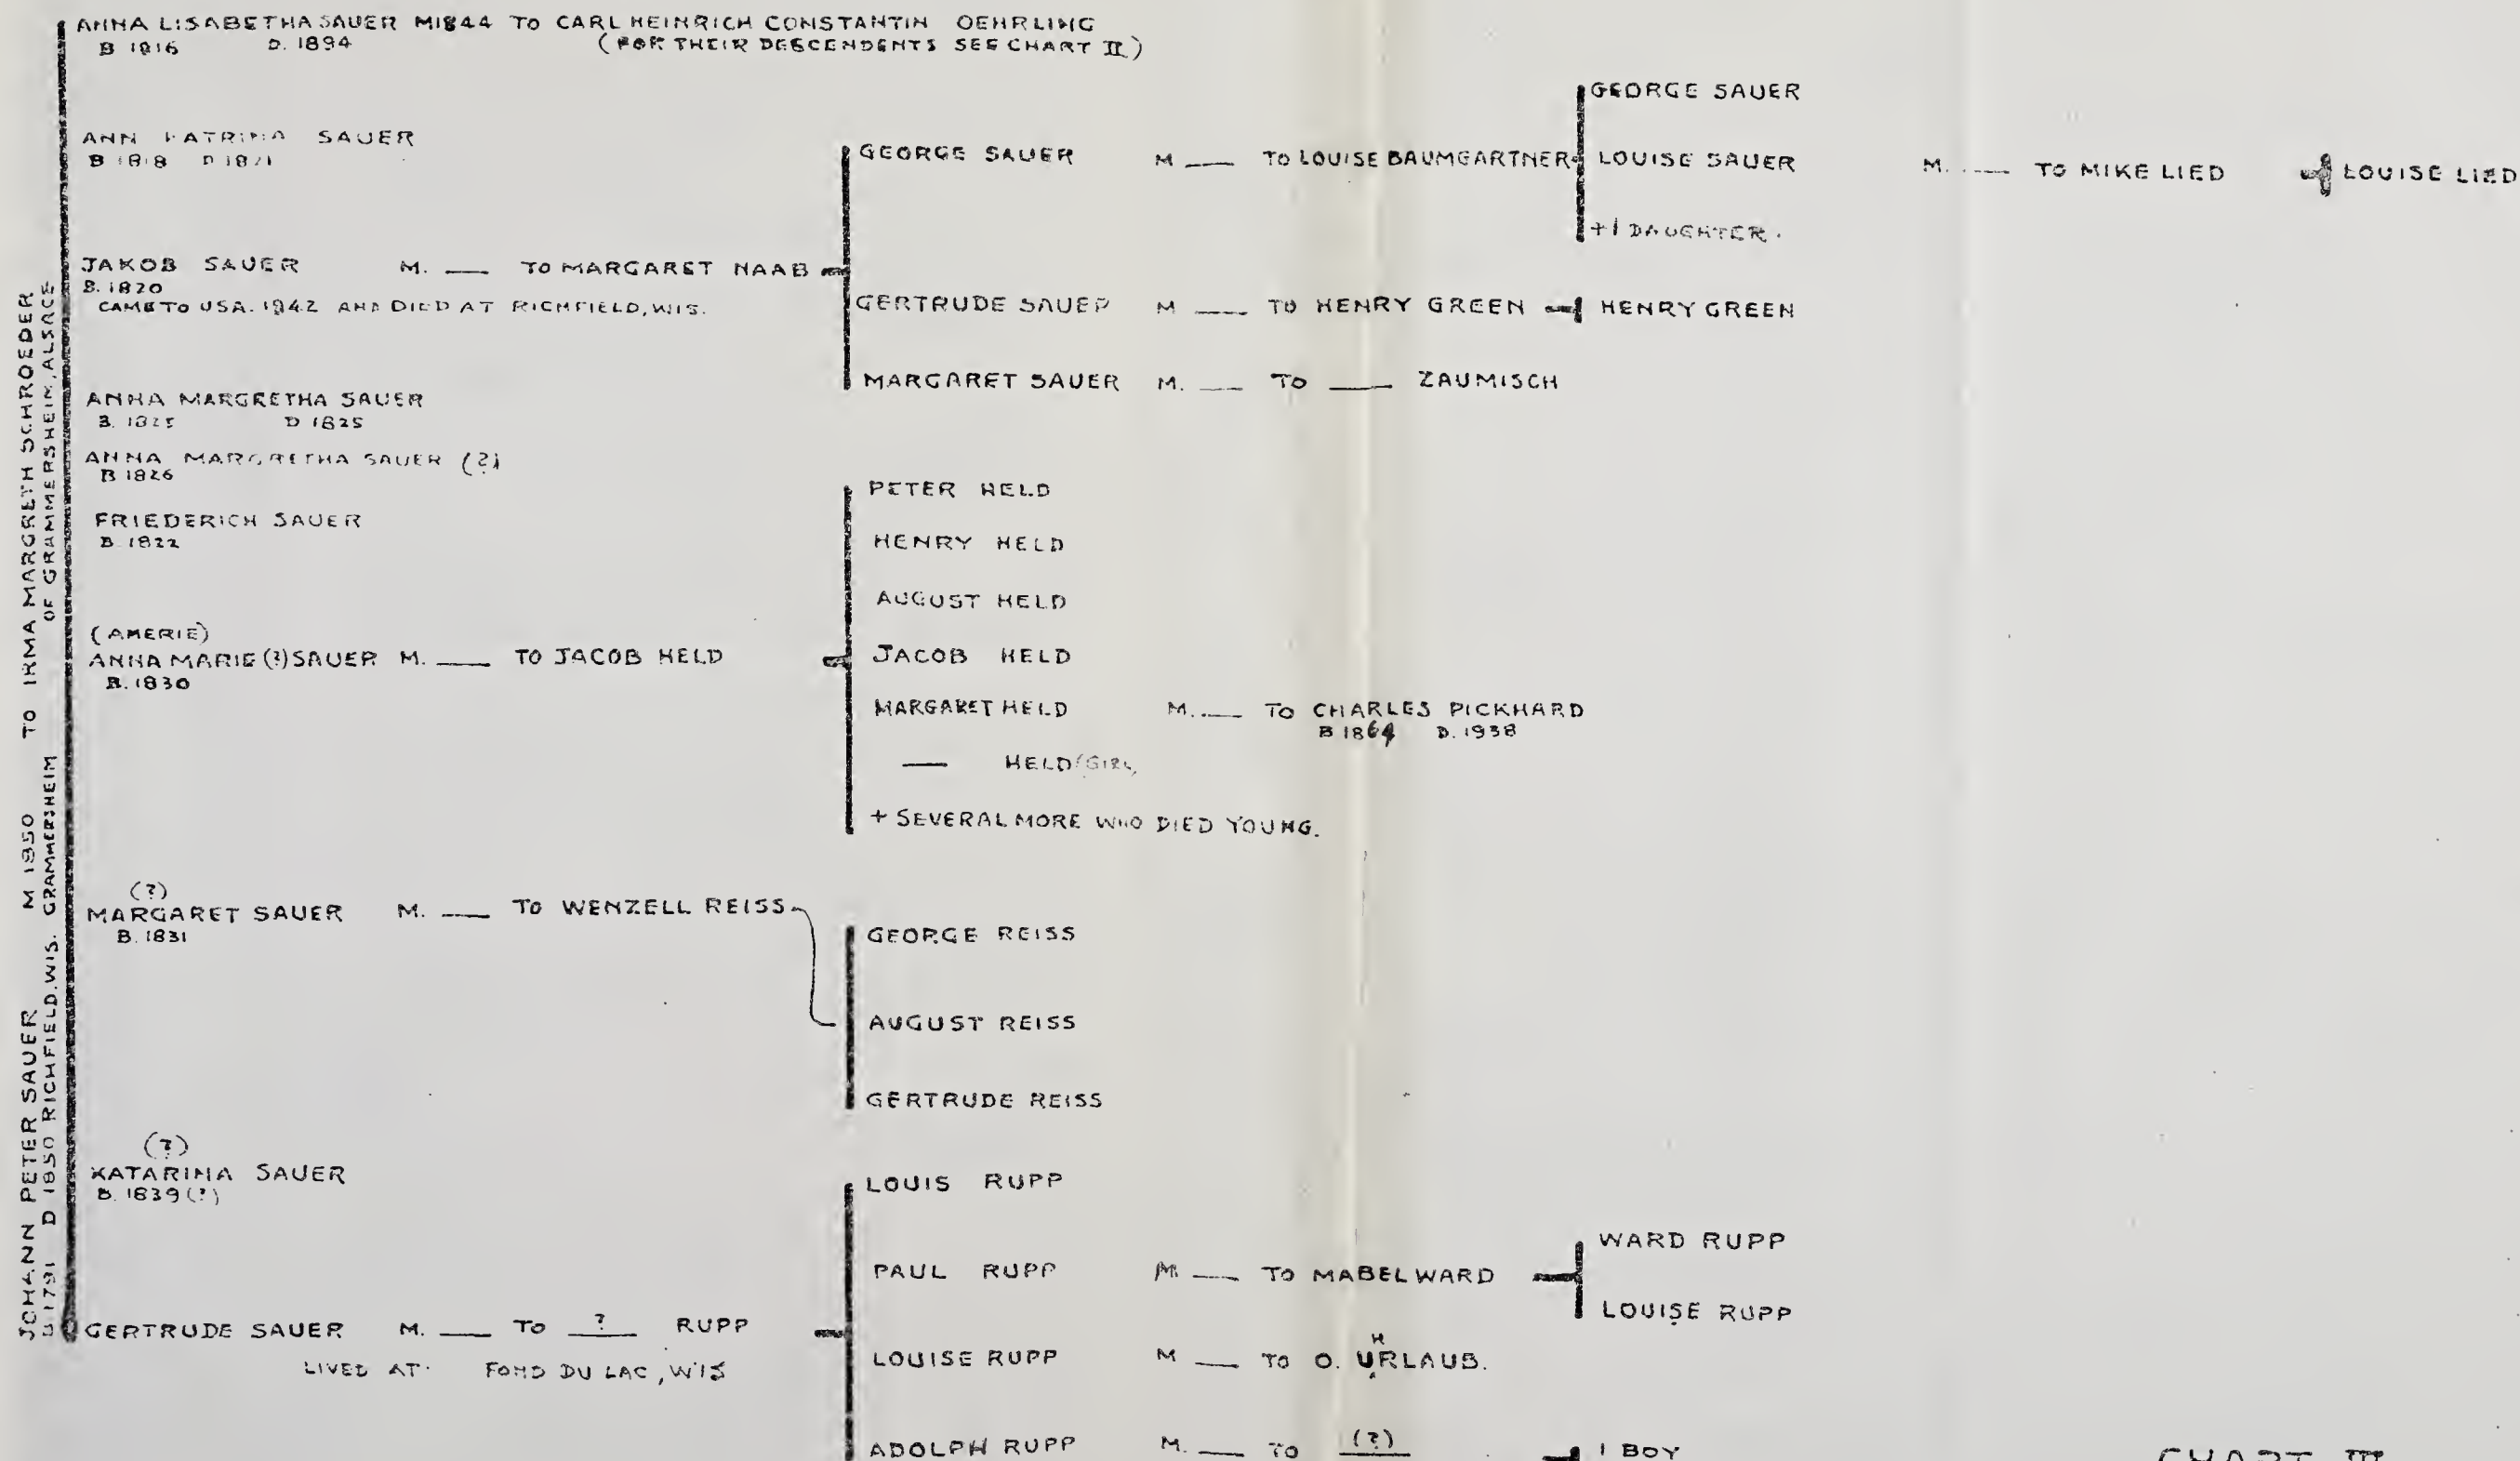 ANNA LISABETHA SAUER M1844 TO CARL HEINRICH CONSTANTIN OEHRLING
B 1816 D. 1894 (FOR THEIR DESCENDENTS SEE CHART II)
GEORGE SAUER
ANN KATRINA SAUER
B 1818 D 1821
GEORGE SAUER M ___ TO LOUISE BAUMGARTNER
LOUISE SAUER M. ___ TO MIKE LIED
LOUISE LIED
+1 DAUGHTER.
JAKOB SAUER M. ___ TO MARGARET NAAB
B. 1820
CAME TO USA. 1942 AND DIED AT RICHFIELD, WIS.
GERTRUDE SAUER M ___ TO HENRY GREEN
HENRY GREEN
MARGARET SAUER M. ___ TO ___ ZAUMISCH
ANNA MARGRETHA SAUER
B. 1825 D 1825
ANNA MARGRETHA SAUER (?)
B 1826
PETER HELD
FRIEDERICH SAUER
B. 1822
HENRY HELD
AUGUST HELD
(AMERIE)
ANNA MARIE (?) SAUER M. ___ TO JACOB HELD
B. 1830
JACOB HELD
MARGARET HELD M. ___ TO CHARLES PICKHARD
B 1864 D. 1938
___ HELD (GIRL)
+ SEVERAL MORE WHO DIED YOUNG.
(?)
MARGARET SAUER M. ___ TO WENZELL REISS
B. 1831
GEORGE REISS
AUGUST REISS
GERTRUDE REISS
(?)
KATARINA SAUER
B. 1839 (?)
LOUIS RUPP
WARD RUPP
PAUL RUPP M. ___ TO MABEL WARD
LOUISE RUPP
GERTRUDE SAUER M. ___ TO ? RUPP
LIVED AT FOND DU LAC, WIS
H
LOUISE RUPP M ___ TO O. URLAUB.
ADOLPH RUPP M. ___ TO (?)
1 BOY
CHART III
JOHANN PETER SAUER M 1850 TO IRMA MARGRETH SCHROEDER
B 1791 D 1850 RICHFIELD. WIS. GRAMMERSHEIM OF GRAMMERSHEIM, ALSACE